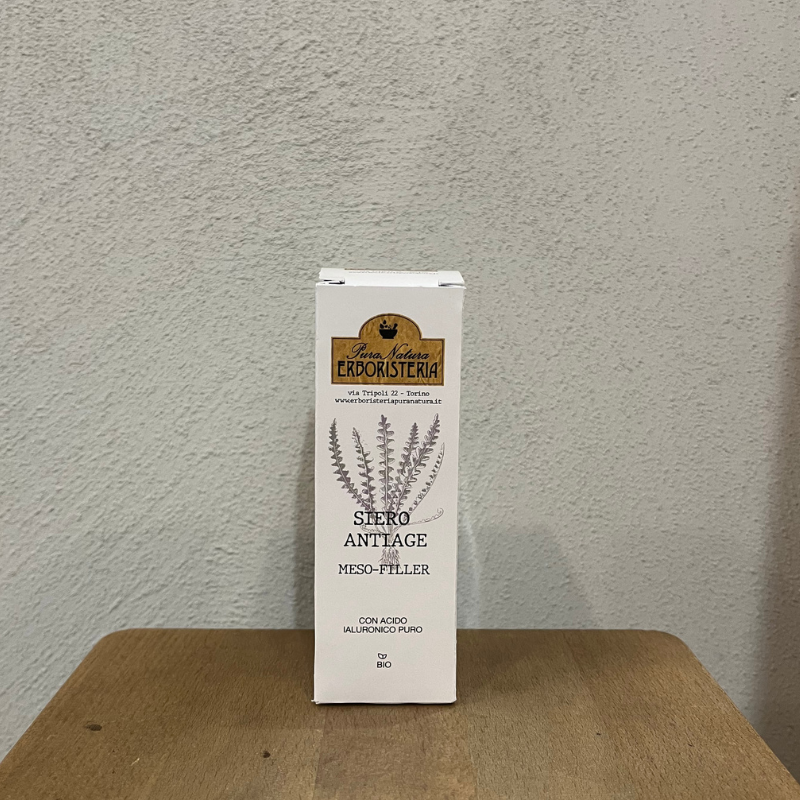 Pura Natura
ERBORISTERIA
via Tripoli 22 - Torino
www.erboristeriapuranatura.it
SIERO
ANTIAGE
MESO-FILLER
CON ACIDO
IALURONICO PURO
BIO